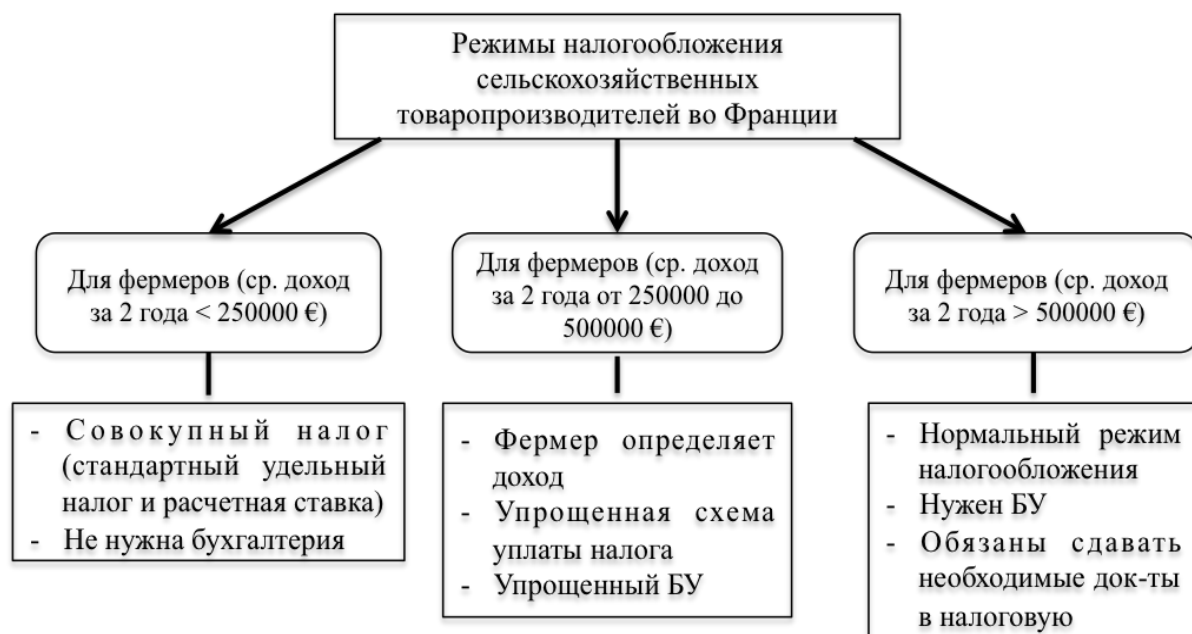 Режимы налогообложения
сельскохозяйственных
товаропроизводителей во Франции
Для фермеров (ср. доход
за 2 года < 250000 €)
Для фермеров (ср. доход
за 2 года от 250000 до
500000 €)
Для фермеров (ср. доход
за 2 года > 500000 €)
- Совокупный налог
(стандартный удельный
налог и расчетная ставка)
- Не нужна бухгалтерия
- Фермер определяет
доход
- Упрощенная схема
уплаты налога
- Упрощенный БУ
- Нормальный режим
налогообложения
- Нужен БУ
- Обязаны сдавать
необходимые док-ты
в налоговую